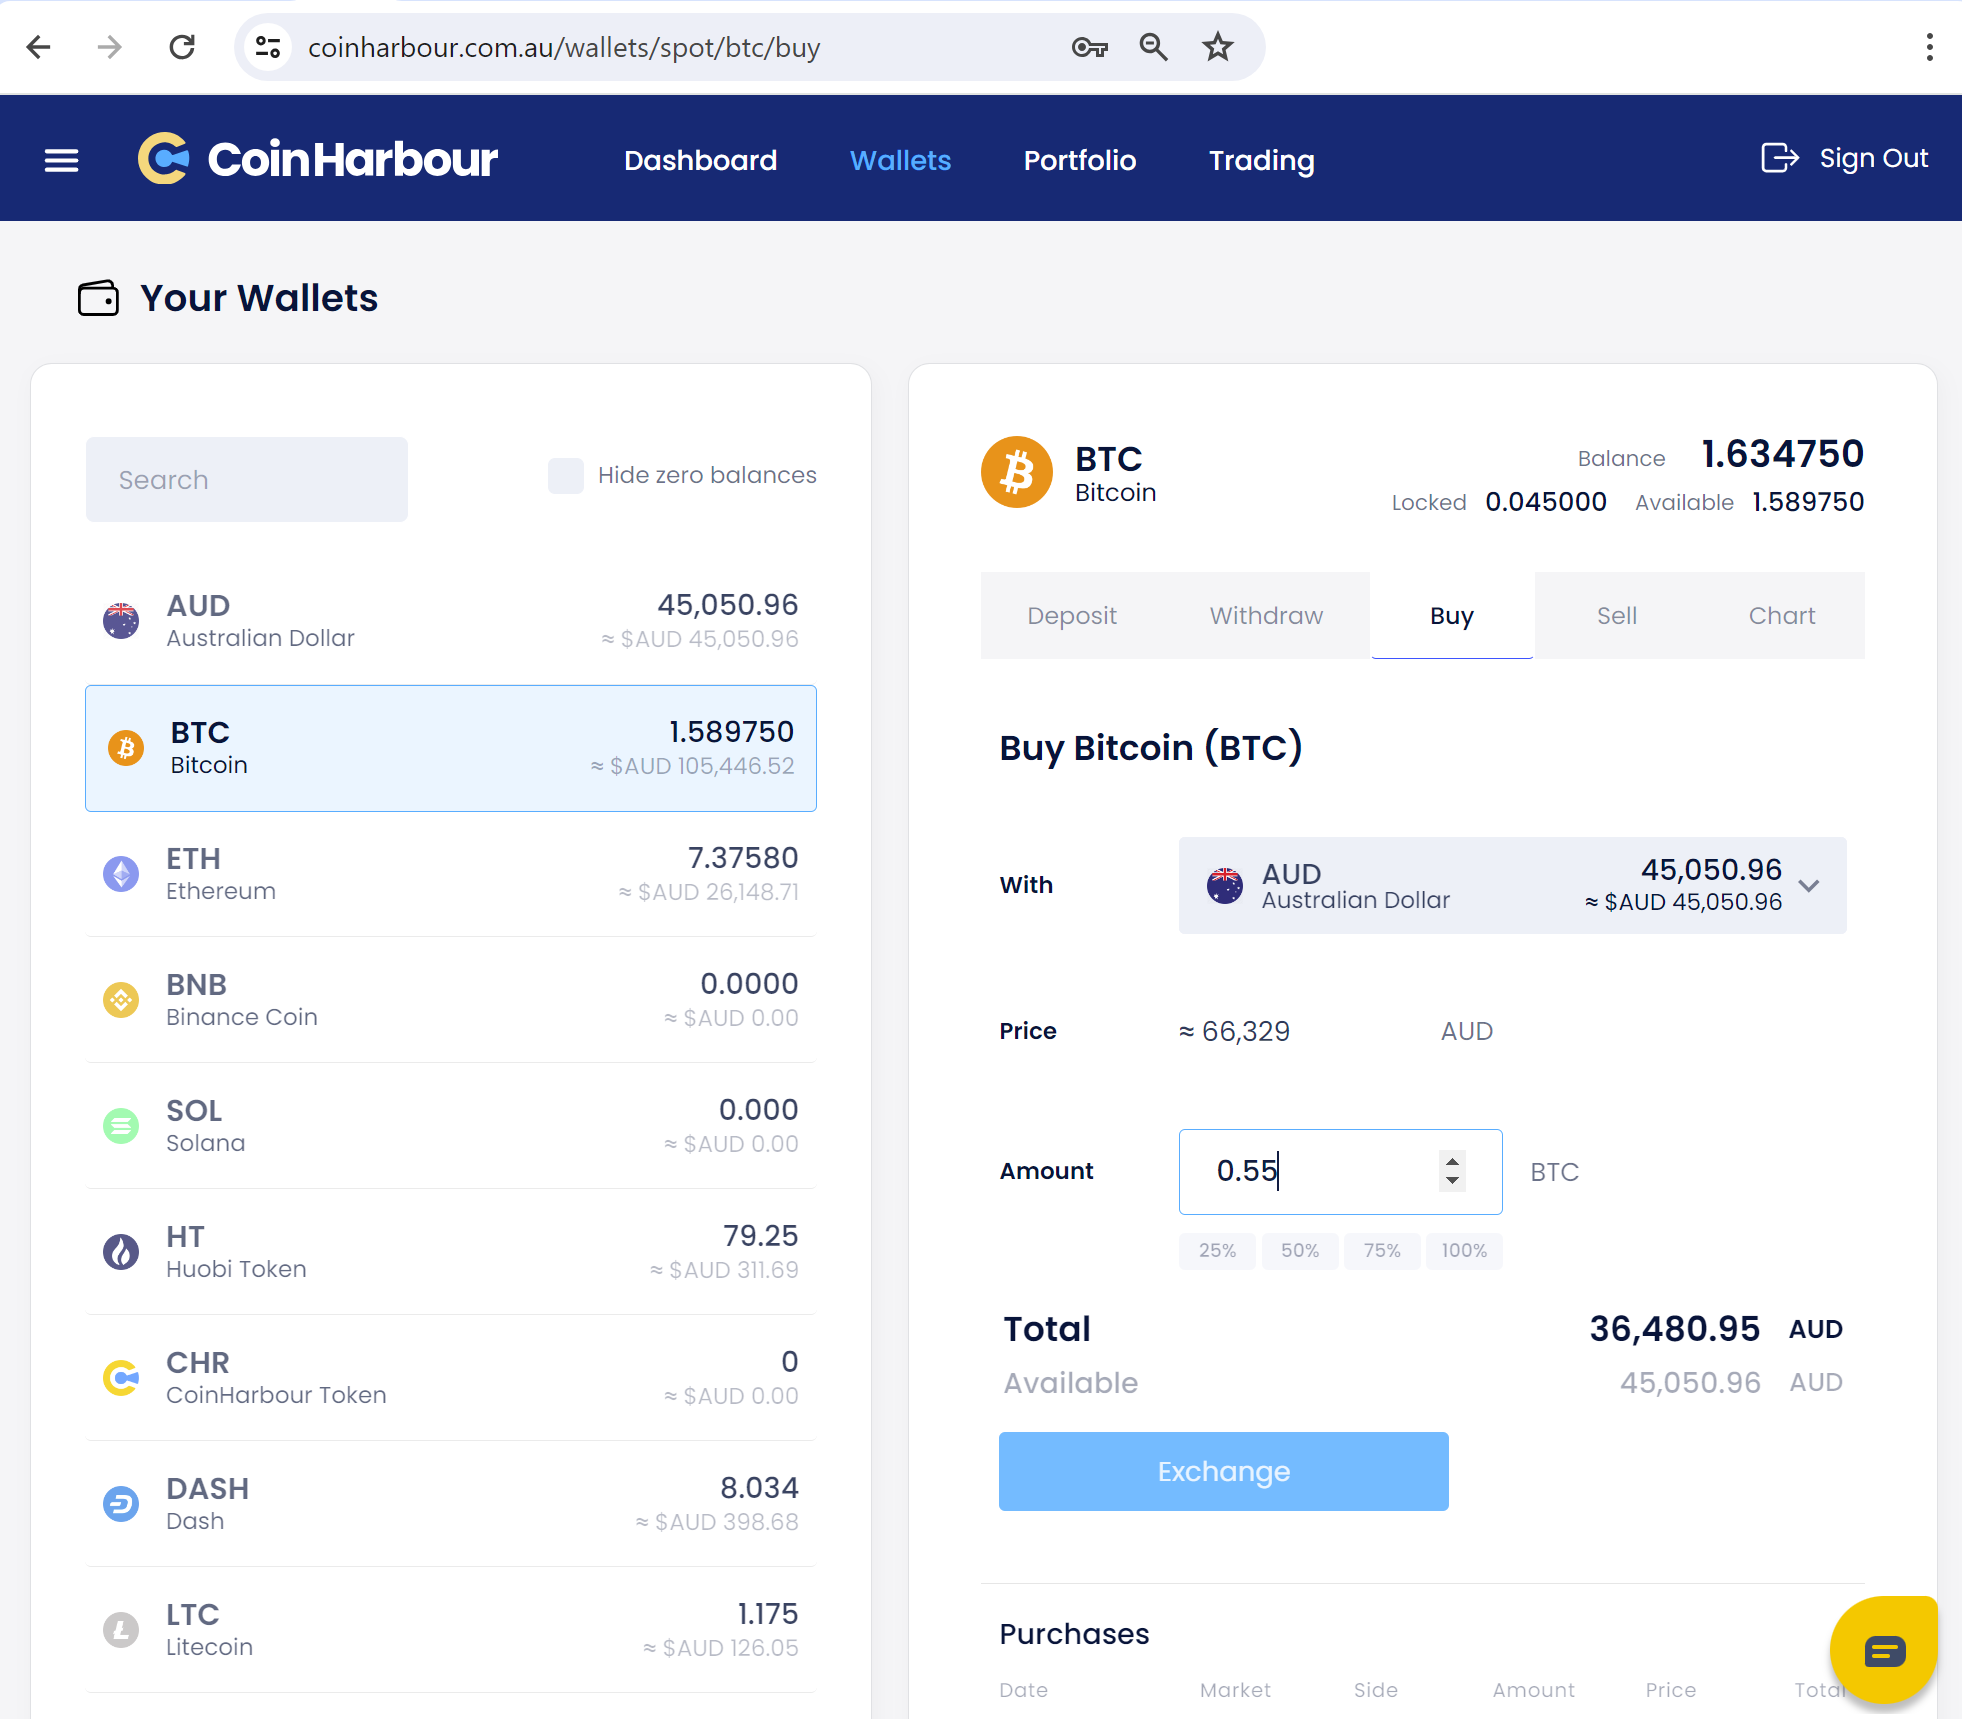 coinharbour.com.au/wallets/spot/btc/buy
CoinHarbour
Dashboard
Wallets
Portfolio
Trading
Sign Out
Your Wallets
Search
Hide zero balances
AUD 45,050.96
Australian Dollar ≈ $AUD 45,050.96
BTC 1.589750
Bitcoin ≈ $AUD 105,446.52
ETH 7.37580
Ethereum ≈ $AUD 26,148.71
BNB 0.0000
Binance Coin ≈ $AUD 0.00
SOL 0.000
Solana ≈ $AUD 0.00
HT 79.25
Huobi Token ≈ $AUD 311.69
CHR 0
CoinHarbour Token ≈ $AUD 0.00
DASH 8.034
Dash ≈ $AUD 398.68
LTC 1.175
Litecoin ≈ $AUD 126.05
BTC
Bitcoin
Balance 1.634750
Locked 0.045000 Available 1.589750
Deposit
Withdraw
Buy
Sell
Chart
Buy Bitcoin (BTC)
With
AUD 45,050.96
Australian Dollar ≈ $AUD 45,050.96
Price ≈ 66,329 AUD
Amount 0.55 BTC
25% 50% 75% 100%
Total 36,480.95 AUD
Available 45,050.96 AUD
Exchange
Purchases
Date Market Side Amount Price Total